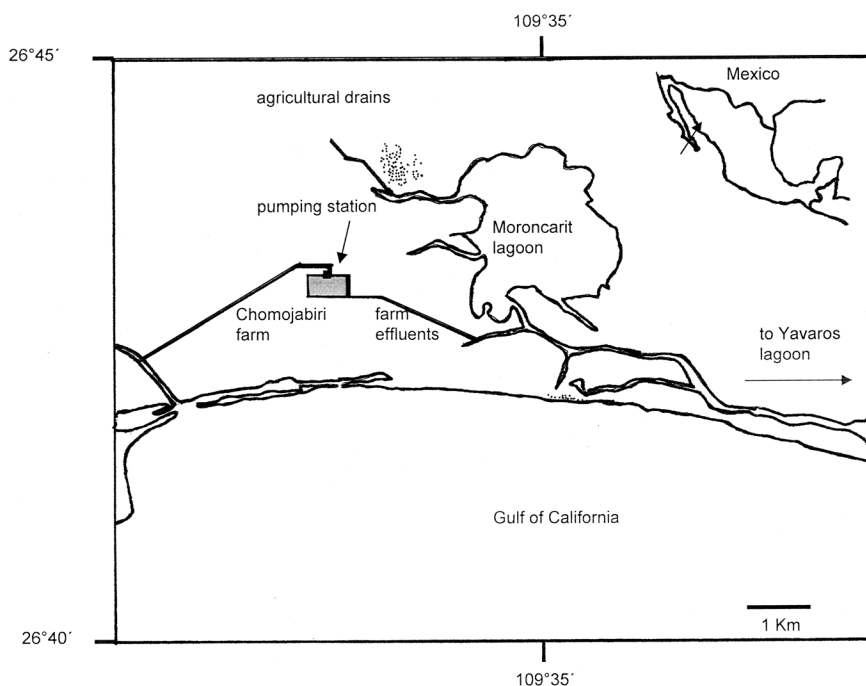 109°35´
26°45´
Mexico
agricultural drains
pumping station
Moroncarit
lagoon
Chomojabiri
farm
farm
effluents
to Yavaros
lagoon
Gulf of California
1 Km
26°40´
109°35´